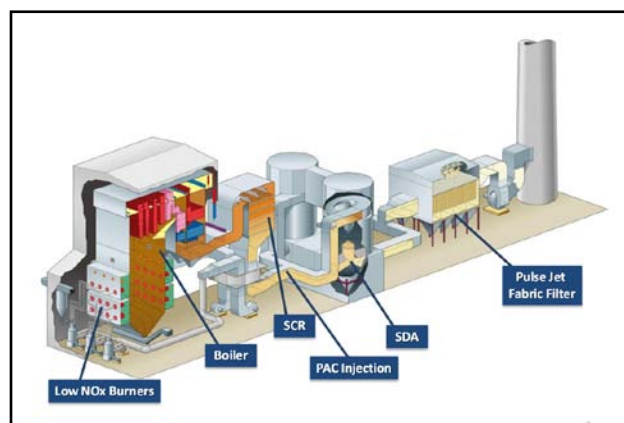 Low NOx Burners
Boiler
SCR
PAC Injection
SDA
Pulse Jet
Fabric Filter